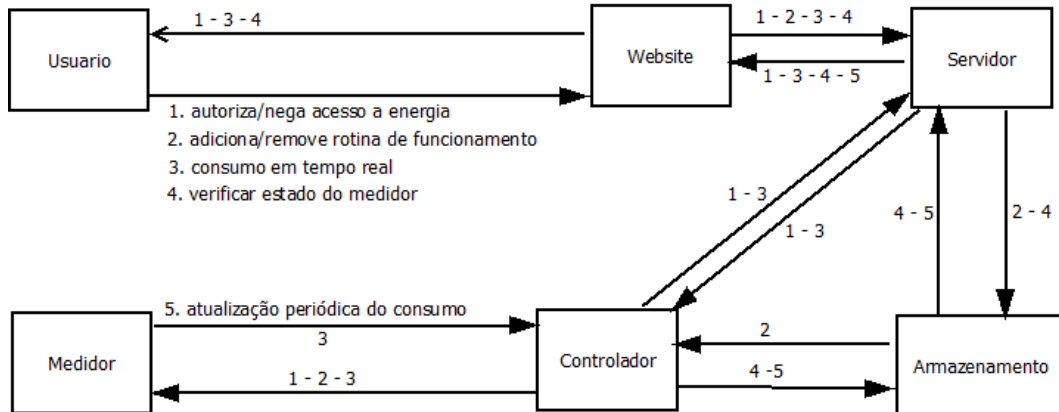 1 - 3 - 4
1 - 2 - 3 - 4
Usuario
Website
Servidor
1 - 3 - 4 - 5
1. autoriza/nega acesso a energia
2. adiciona/remove rotina de funcionamento
3. consumo em tempo real
4. verificar estado do medidor
1 - 3
1 - 3
4 - 5
2 - 4
5. atualização periódica do consumo
3
2
Medidor
Controlador
Armazenamento
1 - 2 - 3
4 -5